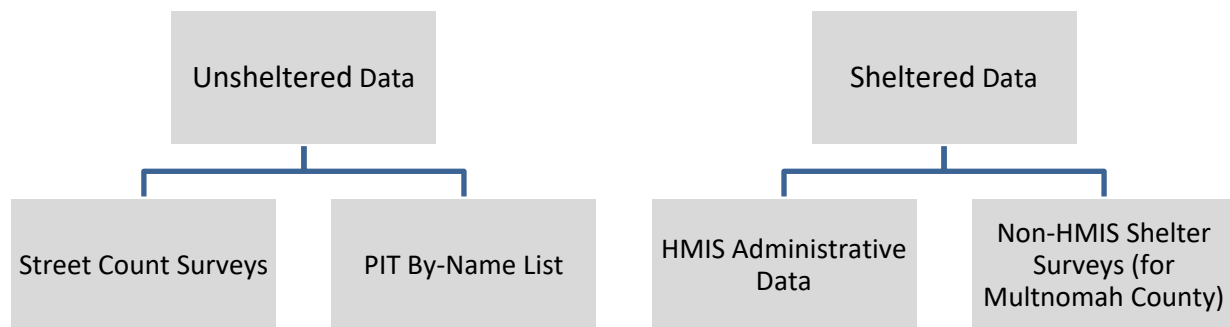 Unsheltered Data
Sheltered Data
Street Count Surveys
PIT By-Name List
HMIS Administrative
Data
Non-HMIS Shelter
Surveys (for
Multnomah County)